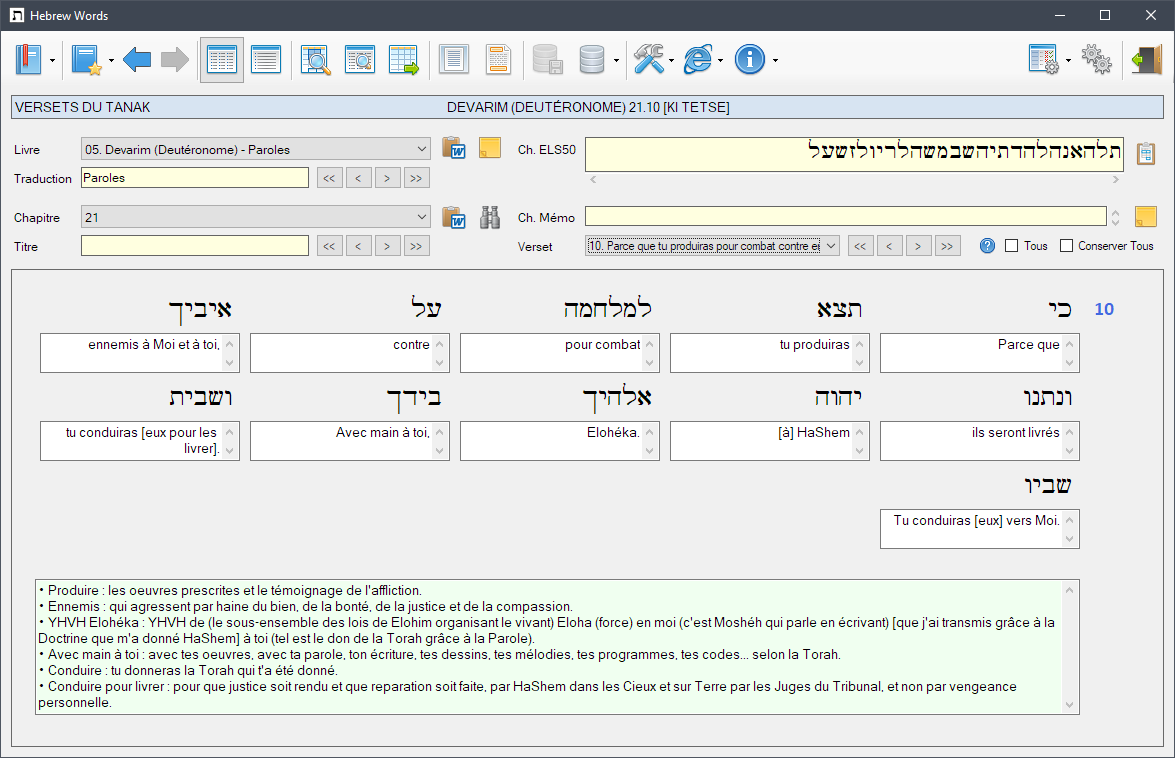 Hebrew Words
VERSETS DU TANAK DEVARIM (DEUTÉRONOME) 21.10 [KI TETSE]
Livre 05. Devarim (Deutéronome) - Paroles Ch. ELS50 תלהאנהלהדתיהשבמשהלריולזשעל
Traduction Paroles << < > >>
Chapitre 21 Ch. Mémo
Titre << < > >> Verset 10. Parce que tu produiras pour combat contre << < > >> Tous Conserver Tous
10 כי תצא למלחמה על איביך
Parce que tu produiras pour combat contre ennemis à Moi et à toi,
ונתנו יהוה אלהיך בידך ושבית
ils seront livrés [à] HaShem Elohéka. Avec main à toi, tu conduiras [eux pour les
livrer].
שביו
Tu conduiras [eux] vers Moi.
• Produire : les oeuvres prescrites et le témoignage de l'affliction.
• Ennemis : qui agressent par haine du bien, de la bonté, de la justice et de la compassion.
• YHVH Elohéka : YHVH de (le sous-ensemble des lois de Elohim organisant le vivant) Eloha (force) en moi (c'est Moshéh qui parle en écrivant) [que j'ai transmis grâce à la
Doctrine que m'a donné HaShem] à toi (tel est le don de la Torah grâce à la Parole).
• Avec main à toi : avec tes oeuvres, avec ta parole, ton écriture, tes dessins, tes mélodies, tes programmes, tes codes... selon la Torah.
• Conduire : tu donneras la Torah qui t'a été donné.
• Conduire pour livrer : pour que justice soit rendu et que reparation soit faite, par HaShem dans les Cieux et sur Terre par les Juges du Tribunal, et non par vengeance
personnelle.